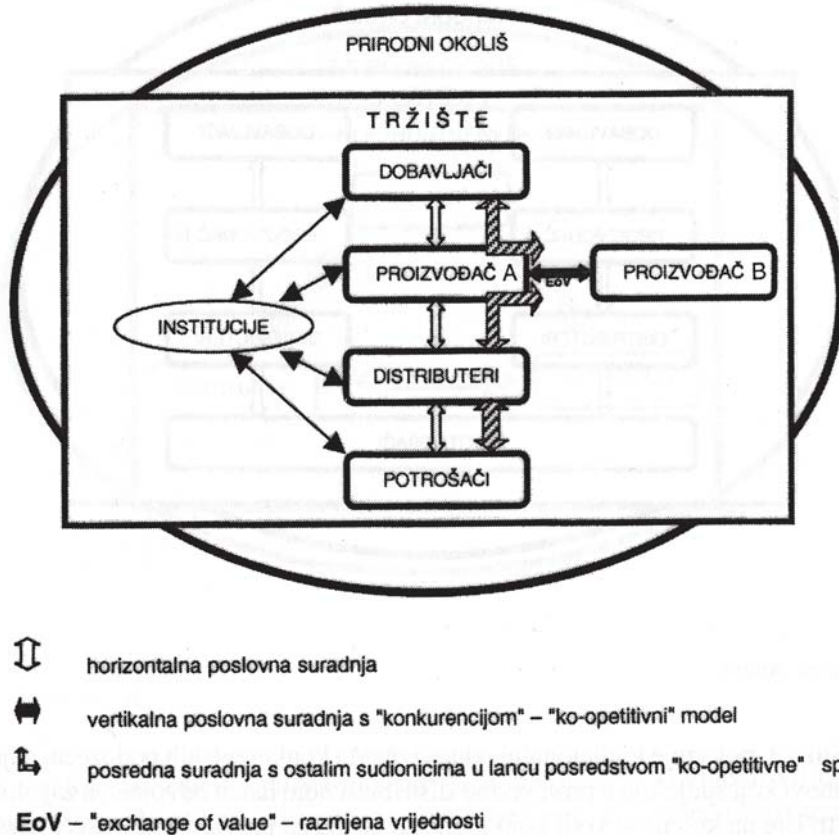 PRIRODNI OKOLIŠ
TRŽIŠTE
DOBAVLJAČI
PROIZVOĐAČ A
EoV
PROIZVOĐAČ B
INSTITUCIJE
DISTRIBUTERI
POTROŠAČI
horizontalna poslovna suradnja
vertikalna poslovna suradnja s "konkurencijom" – "ko-opetitivni" model
posredna suradnja s ostalim sudionicima u lancu posredstvom "ko-opetitivne"
EoV – "exchange of value" – razmjena vrijednosti